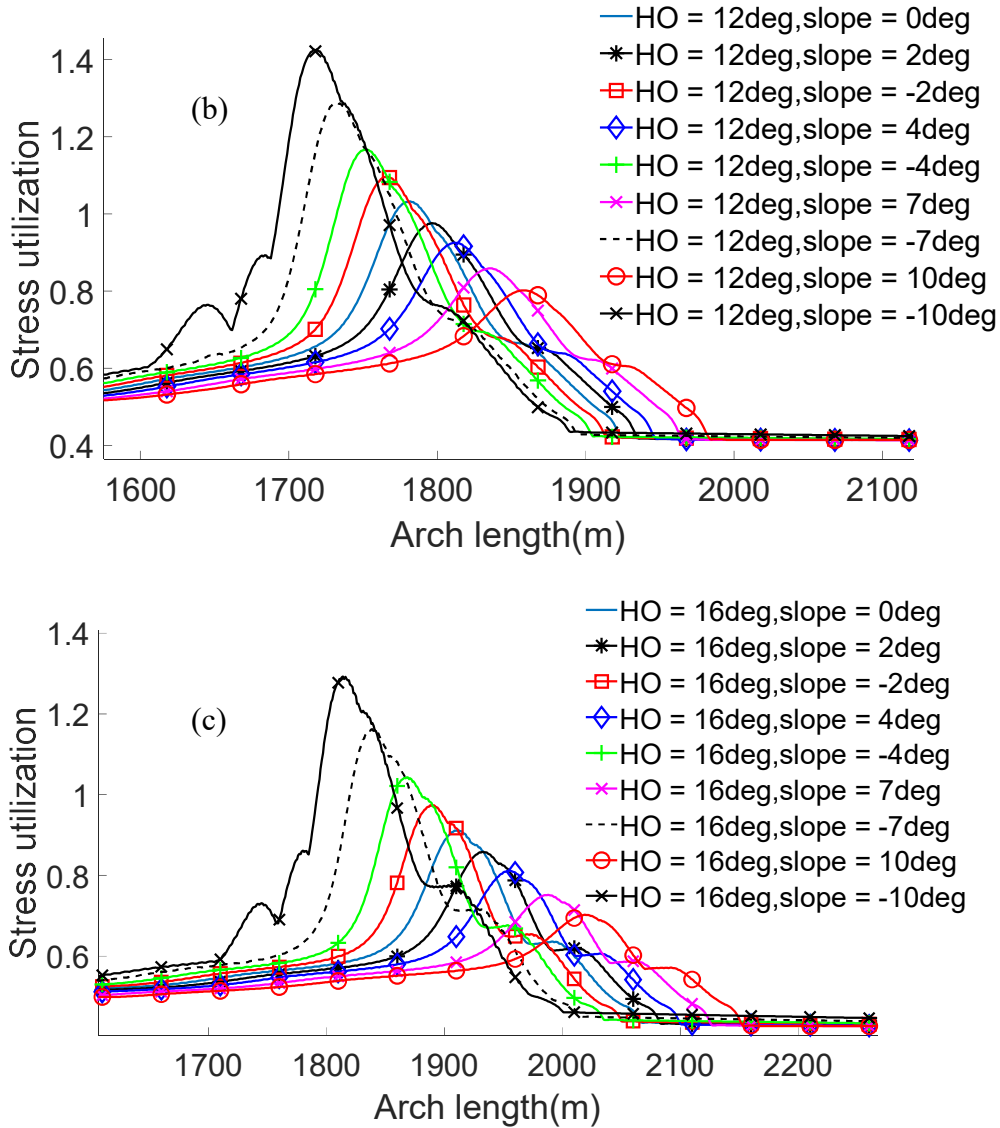 HO = 12deg,slope = 0deg
HO = 12deg,slope = 2deg
HO = 12deg,slope = -2deg
HO = 12deg,slope = 4deg
HO = 12deg,slope = -4deg
HO = 12deg,slope = 7deg
HO = 12deg,slope = -7deg
HO = 12deg,slope = 10deg
HO = 12deg,slope = -10deg
(b)
Stress utilization
1.4
1.2
1
0.8
0.6
0.4
1600 1700 1800 1900 2000 2100
Arch length(m)
HO = 16deg,slope = 0deg
HO = 16deg,slope = 2deg
HO = 16deg,slope = -2deg
HO = 16deg,slope = 4deg
HO = 16deg,slope = -4deg
HO = 16deg,slope = 7deg
HO = 16deg,slope = -7deg
HO = 16deg,slope = 10deg
HO = 16deg,slope = -10deg
(c)
Stress utilization
1.4
1.2
1
0.8
0.6
1700 1800 1900 2000 2100 2200
Arch length(m)